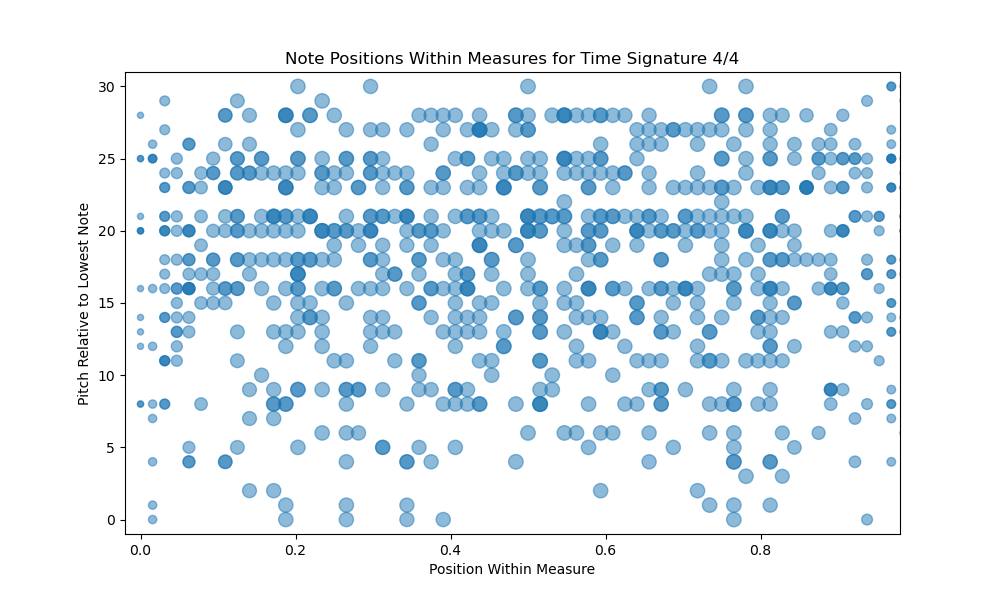 Note Positions Within Measures for Time Signature 4/4
Pitch Relative to Lowest Note
30
25
20
15
10
5
0
0.0 0.2 0.4 0.6 0.8
Position Within Measure